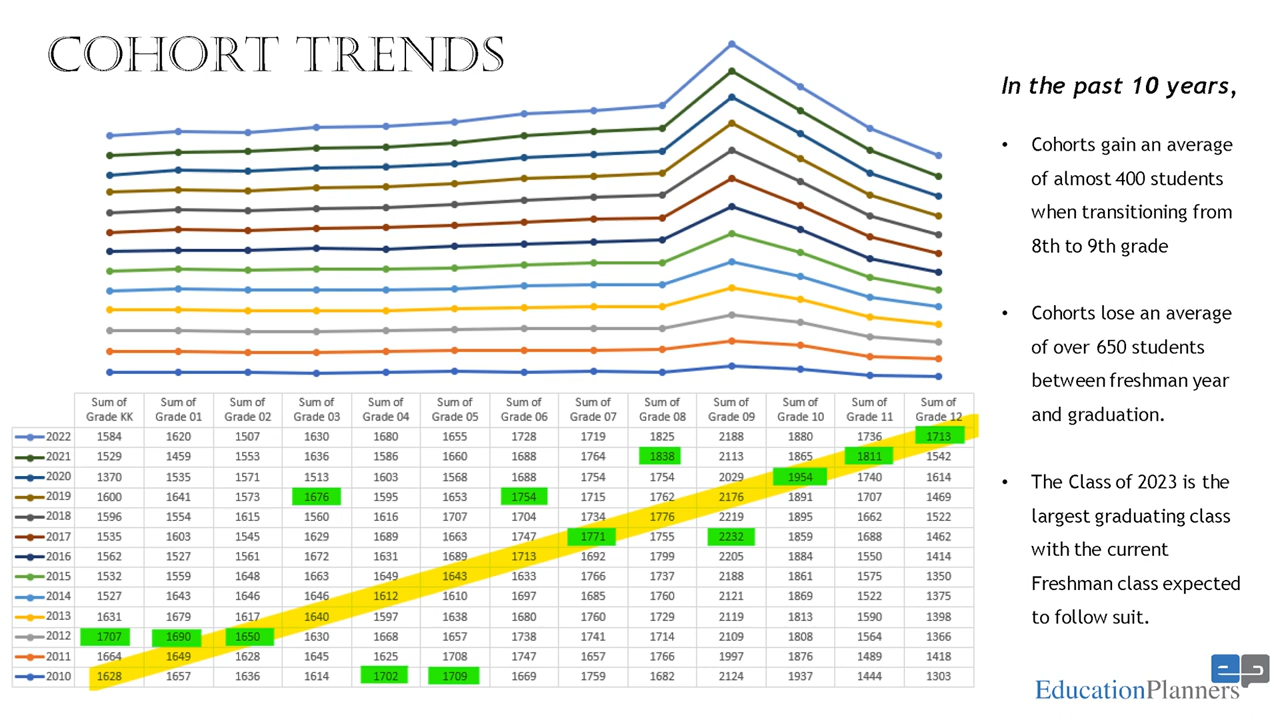 COHORT TRENDS
In the past 10 years,
• Cohorts gain an average
of almost 400 students
when transitioning from
8th to 9th grade
• Cohorts lose an average
of over 650 students
between freshman year
and graduation.
• The Class of 2023 is the
largest graduating class
with the current
Freshman class expected
to follow suit.
Sum of Grade KK Sum of Grade 01 Sum of Grade 02 Sum of Grade 03 Sum of Grade 04 Sum of Grade 05 Sum of Grade 06 Sum of Grade 07 Sum of Grade 08 Sum of Grade 09 Sum of Grade 10 Sum of Grade 11 Sum of Grade 12
2022 1584 1620 1507 1630 1680 1655 1728 1719 1825 2188 1880 1736 1713
2021 1529 1459 1553 1636 1586 1660 1688 1764 1838 2113 1865 1811 1542
2020 1370 1535 1571 1513 1603 1568 1688 1754 1754 2029 1954 1740 1614
2019 1600 1641 1573 1676 1595 1653 1754 1715 1762 2176 1891 1707 1469
2018 1596 1554 1615 1560 1616 1707 1704 1734 1776 2219 1895 1662 1522
2017 1535 1603 1545 1629 1689 1663 1747 1771 1755 2232 1859 1688 1462
2016 1562 1527 1561 1672 1631 1689 1713 1692 1799 2205 1884 1550 1414
2015 1532 1559 1648 1663 1649 1643 1633 1766 1737 2188 1861 1575 1350
2014 1527 1643 1646 1646 1612 1610 1697 1685 1760 2121 1869 1522 1375
2013 1631 1679 1617 1640 1597 1638 1680 1760 1729 2119 1813 1590 1398
2012 1707 1690 1650 1630 1668 1657 1738 1741 1714 2109 1808 1564 1366
2011 1664 1649 1628 1645 1625 1708 1747 1657 1766 1997 1876 1489 1418
2010 1628 1657 1636 1614 1702 1709 1669 1759 1682 2124 1937 1444 1303
EducationPlanners